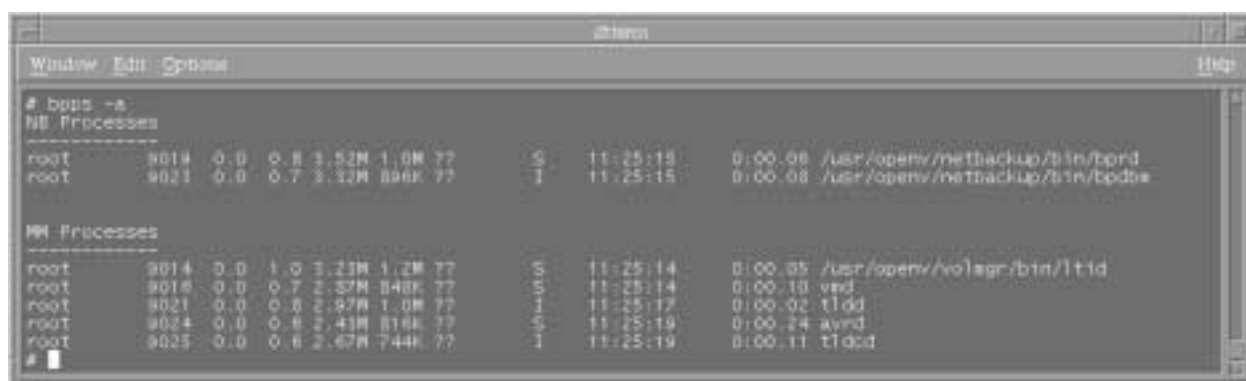 dtterm
Window Edit Options Help
# bpps -a
NB Processes
------------
root 9019 0.0 0.8 3.52M 1.0M ?? S 11:25:15 0:00.06 /usr/openv/netbackup/bin/bprd
root 9023 0.0 0.7 3.32M 896K ?? I 11:25:15 0:00.08 /usr/openv/netbackup/bin/bpdbm
MM Processes
------------
root 9014 0.0 1.0 3.23M 1.2M ?? S 11:25:14 0:00.05 /usr/openv/volmgr/bin/ltid
root 9018 0.0 0.7 2.87M 848K ?? S 11:25:14 0:00.10 vmd
root 9021 0.0 0.8 2.97M 1.0M ?? I 11:25:17 0:00.02 tldd
root 9024 0.0 0.6 2.43M 816K ?? S 11:25:19 0:00.24 avrd
root 9025 0.0 0.6 2.67M 744K ?? I 11:25:19 0:00.11 tldcd
#